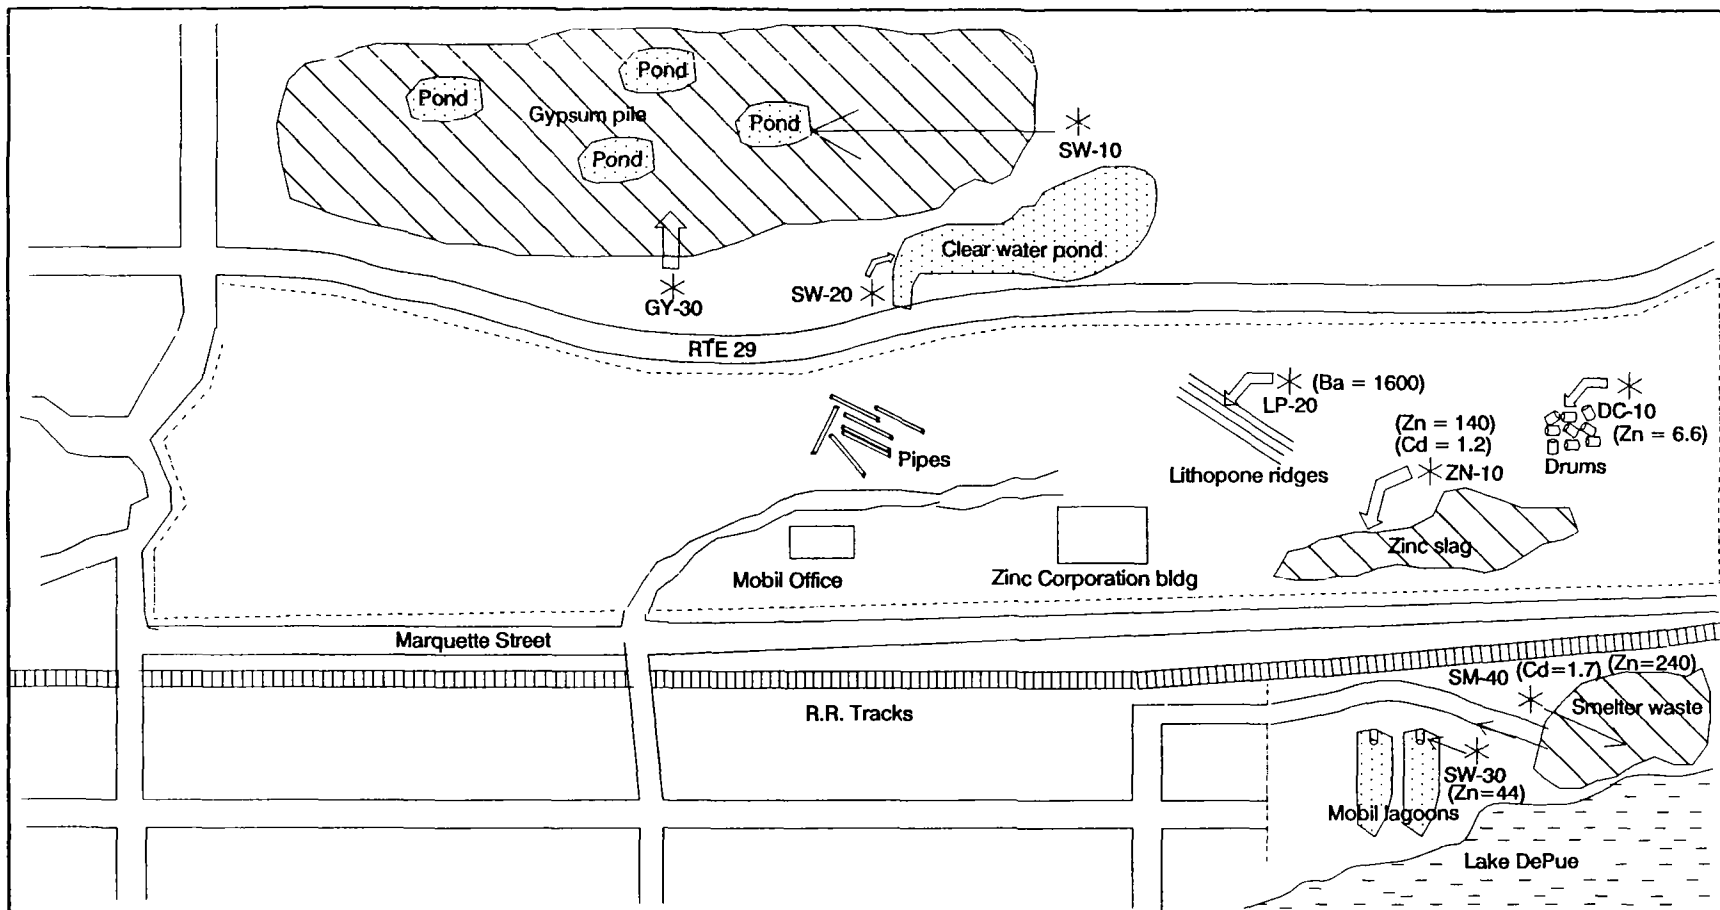 Pond
Pond
Gypsum pile
Pond
Pond
SW-10
Clear water pond
SW-20
GY-30
RTE 29
(Ba = 1600)
LP-20
DC-10
(Zn = 140)
(Zn = 6.6)
(Cd = 1.2)
Pipes
Lithopone ridges
ZN-10
Drums
Zinc slag
Mobil Office
Zinc Corporation bldg
Marquette Street
SM-40 (Cd=1.7) (Zn=240)
R.R. Tracks
Smelter waste
SW-30
(Zn=44)
Mobil lagoons
Lake DePue